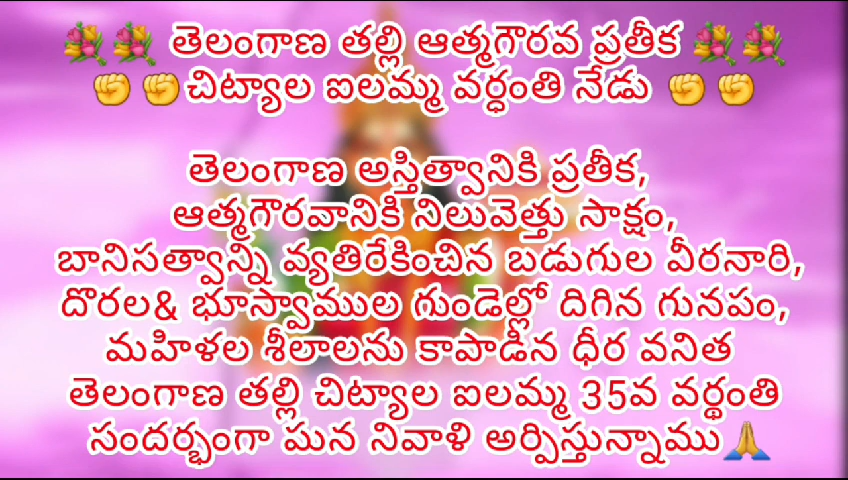 💐💐 తెలంగాణ తల్లి ఆత్మగౌరవ ప్రతీక 💐💐
✊✊చిట్యాల ఐలమ్మ వర్ధంతి నేడు ✊✊
తెలంగాణ అస్తిత్వానికి ప్రతీక,
ఆత్మగౌరవానికి నిలువెత్తు సాక్షం,
బానిసత్వాన్ని వ్యతిరేకించిన బడుగుల వీరనారి,
దొరల& భూస్వాముల గుండెల్లో దిగిన గునపం,
మహిళల శీలాలను కాపాడిన ధీర వనిత
తెలంగాణ తల్లి చిట్యాల ఐలమ్మ 35వ వర్థంతి
సందర్భంగా ఘన నివాళి అర్పిస్తున్నాము🙏